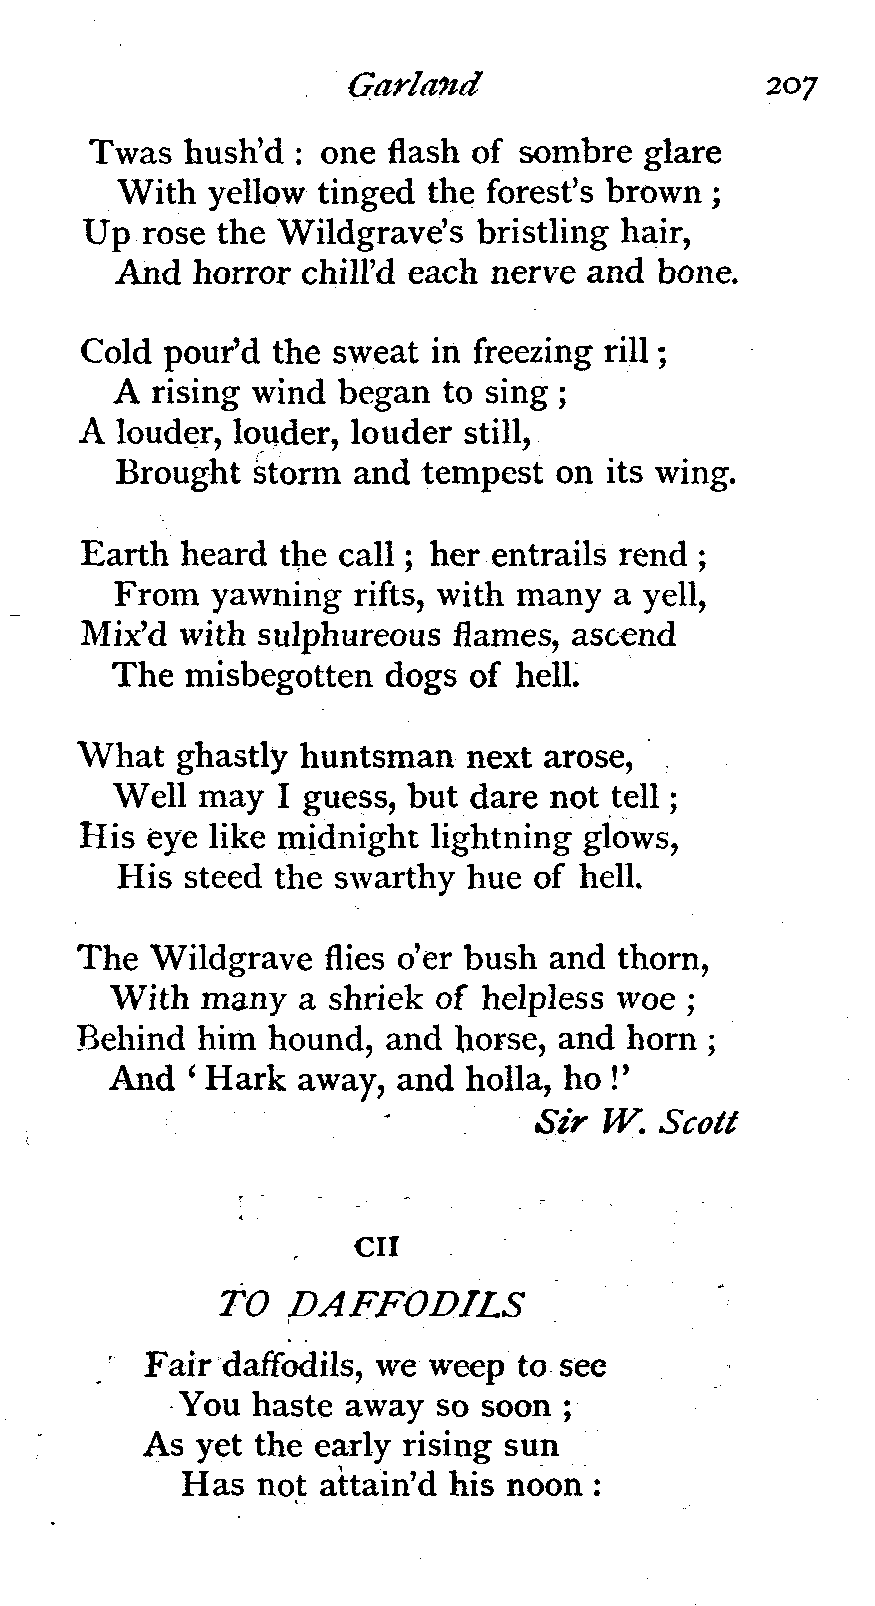 Garland 207
Twas hush'd : one flash of sombre glare
With yellow tinged the forest's brown ;
Up rose the Wildgrave's bristling hair,
And horror chill'd each nerve and bone.
Cold pour'd the sweat in freezing rill ;
A rising wind began to sing ;
A louder, louder, louder still,
Brought storm and tempest on its wing.
Earth heard the call ; her entrails rend ;
From yawning rifts, with many a yell,
Mix'd with sulphureous flames, ascend
The misbegotten dogs of hell.
What ghastly huntsman next arose,
Well may I guess, but dare not tell ;
His eye like midnight lightning glows,
His steed the swarthy hue of hell.
The Wildgrave flies o'er bush and thorn,
With many a shriek of helpless woe ;
Behind him hound, and horse, and horn ;
And ‘ Hark away, and holla, ho !’
Sir W. Scott
CII
TO DAFFODILS
Fair daffodils, we weep to see
You haste away so soon ;
As yet the early rising sun
Has not attain'd his noon :